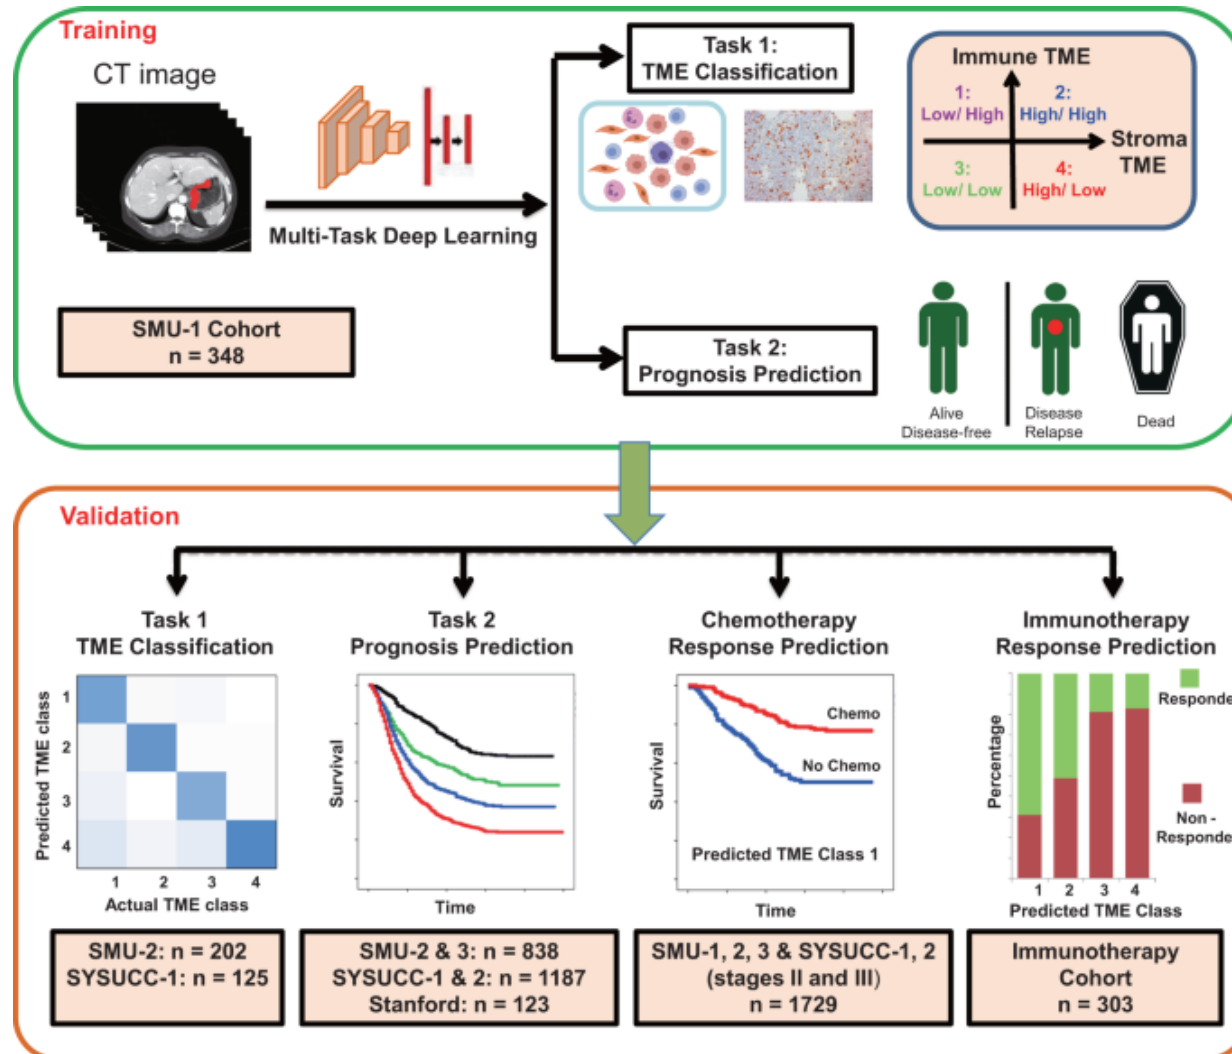 Training
CT image
Multi-Task Deep Learning
SMU-1 Cohort
n = 348
Task 1:
TME Classification
Immune TME
1:
Low/ High
2:
High/ High
Stroma
TME
3:
Low/ Low
4:
High/ Low
Task 2:
Prognosis Prediction
Alive
Disease-free
Disease
Relapse
Dead
Validation
Task 1
TME Classification
Predicted TME class
1
2
3
4
1 2 3 4
Actual TME class
SMU-2: n = 202
SYSUCC-1: n = 125
Task 2
Prognosis Prediction
Survival
Time
SMU-2 & 3: n = 838
SYSUCC-1 & 2: n = 1187
Stanford: n = 123
Chemotherapy
Response Prediction
Survival
Chemo
No Chemo
Predicted TME Class 1
Time
SMU-1, 2, 3 & SYSUCC-1, 2
(stages II and III)
n = 1729
Immunotherapy
Response Prediction
Percentage
Responde
Non -
Responde
1 2 3 4
Predicted TME Class
Immunotherapy
Cohort
n = 303